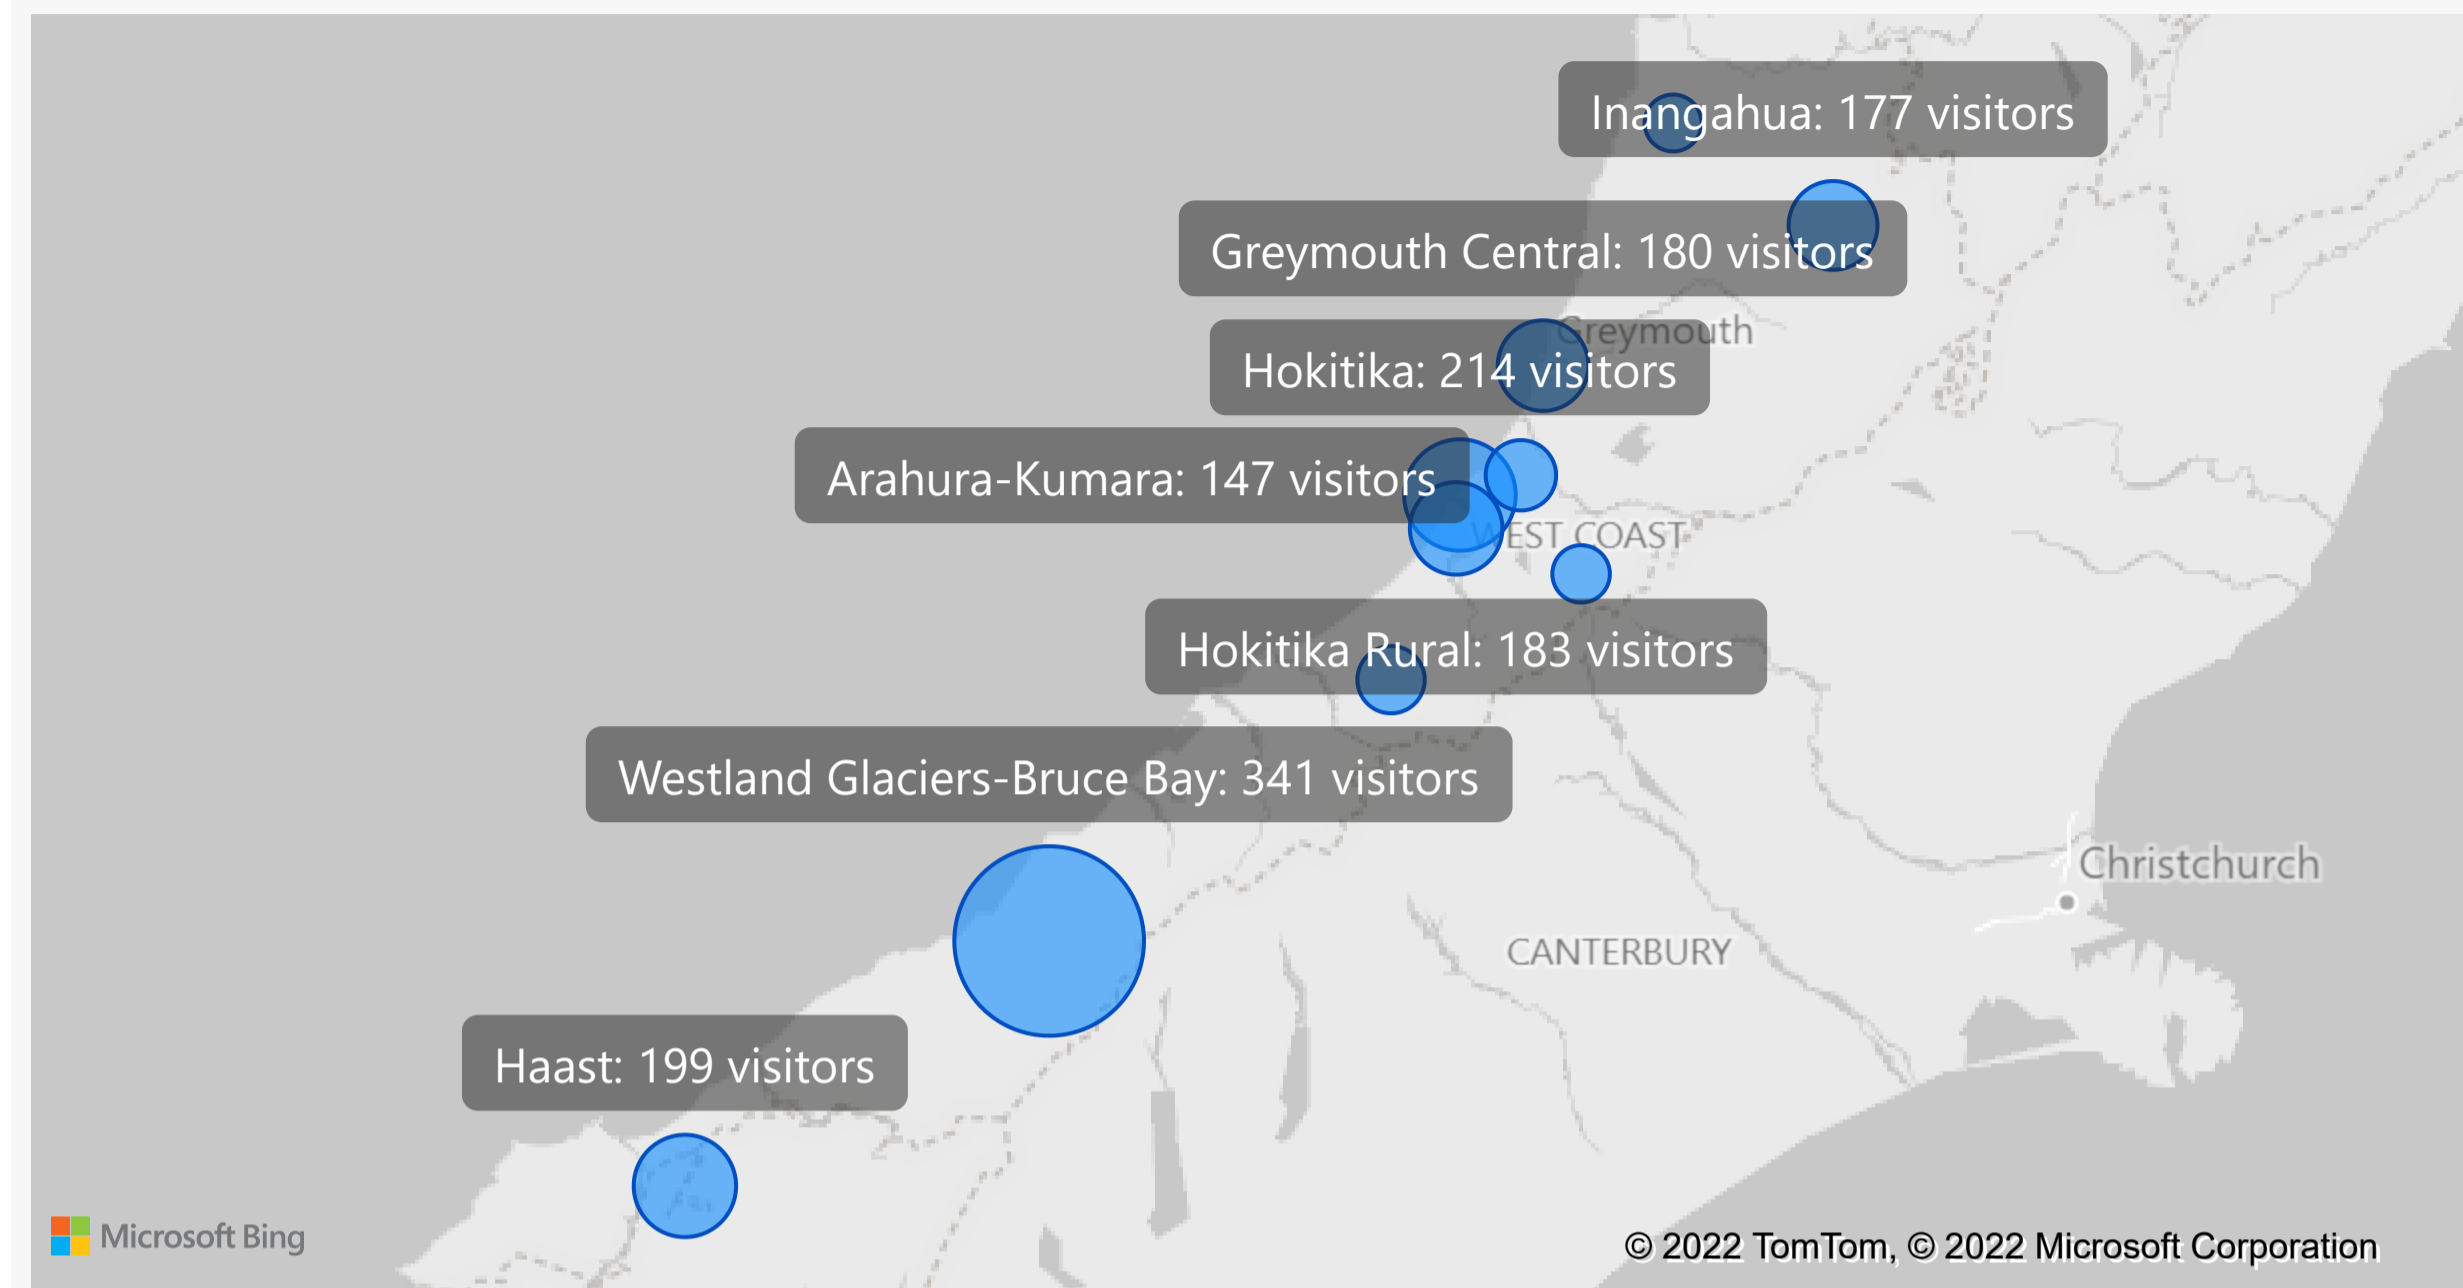 Inangahua: 177 visitors
Greymouth Central: 180 visitors
Greymouth
Hokitika: 214 visitors
Arahura-Kumara: 147 visitors
WEST COAST
Hokitika Rural: 183 visitors
Westland Glaciers-Bruce Bay: 341 visitors
Christchurch
CANTERBURY
Haast: 199 visitors
Microsoft Bing
© 2022 TomTom, © 2022 Microsoft Corporation